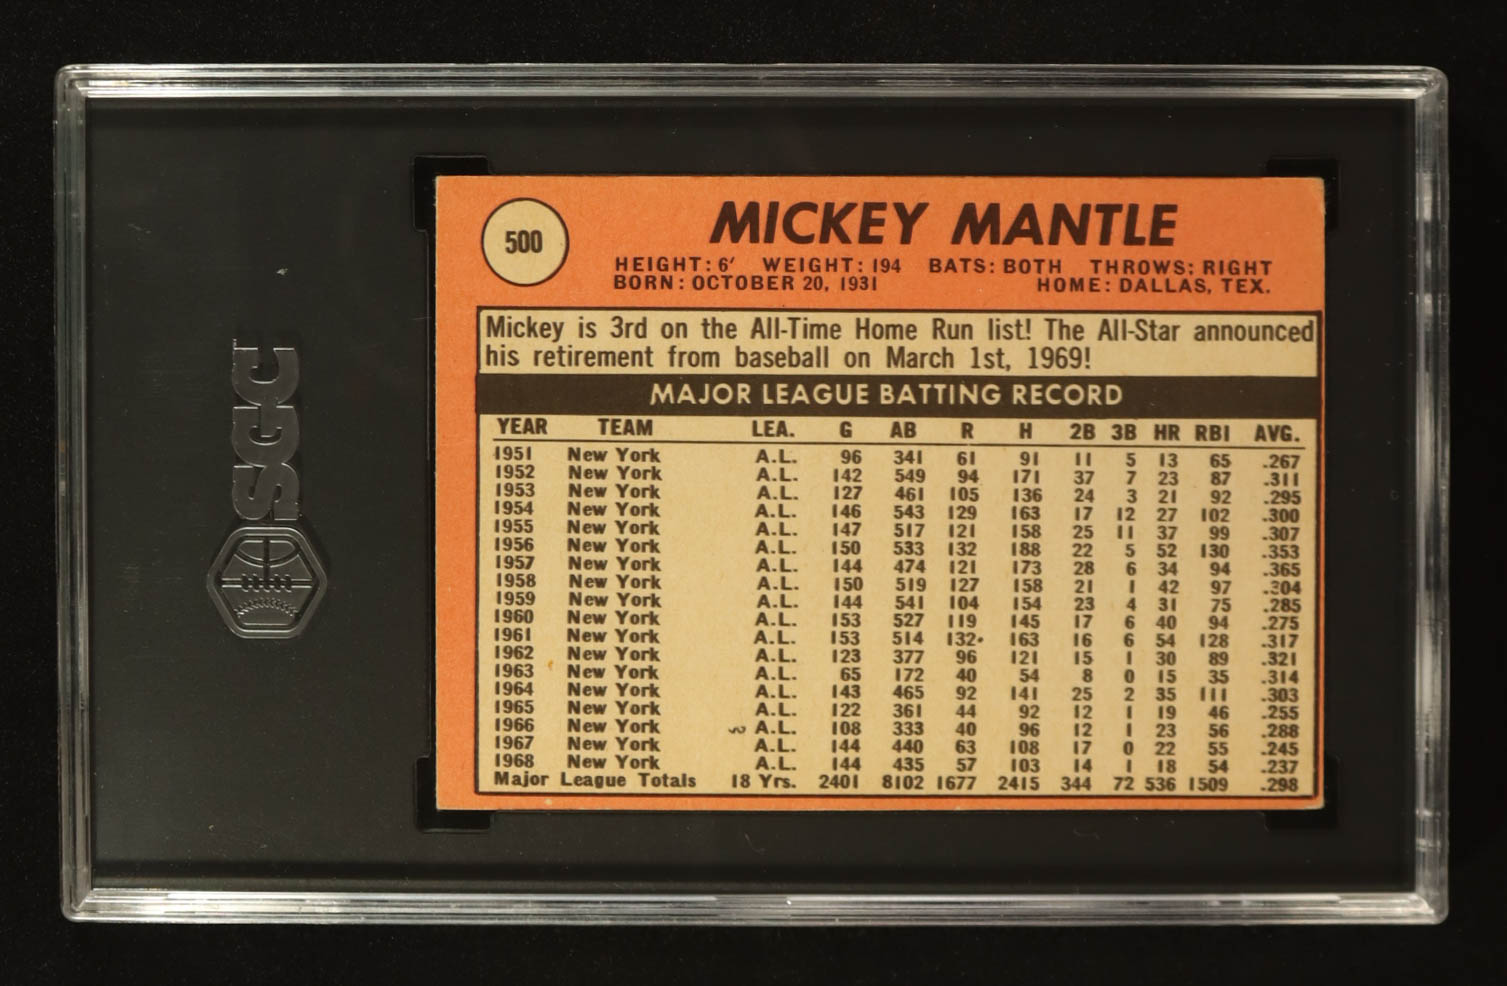 SGC
500
MICKEY MANTLE
HEIGHT: 6' WEIGHT: 194 BATS: BOTH THROWS: RIGHT
BORN: OCTOBER 20, 1931 HOME: DALLAS, TEX.
Mickey is 3rd on the All-Time Home Run list! The All-Star announced
his retirement from baseball on March 1st, 1969!
MAJOR LEAGUE BATTING RECORD
YEAR TEAM LEA. G AB R H 2B 3B HR RBI AVG.
1951 New York A.L. 96 341 61 91 11 5 13 65 .267
1952 New York A.L. 142 549 94 171 37 7 23 87 .311
1953 New York A.L. 127 461 105 136 24 3 21 92 .295
1954 New York A.L. 146 543 129 163 17 12 27 102 .300
1955 New York A.L. 147 517 121 158 25 11 37 99 .307
1956 New York A.L. 150 533 132 188 22 5 52 130 .353
1957 New York A.L. 144 474 121 173 28 6 34 94 .365
1958 New York A.L. 150 519 127 158 21 1 42 97 .304
1959 New York A.L. 144 541 104 154 23 4 31 75 .285
1960 New York A.L. 153 527 119 145 17 6 40 94 .275
1961 New York A.L. 153 514 132 163 16 6 54 128 .317
1962 New York A.L. 123 377 96 121 15 1 30 89 .321
1963 New York A.L. 65 172 40 54 8 0 15 35 .314
1964 New York A.L. 143 465 92 141 25 2 35 111 .303
1965 New York A.L. 122 361 44 92 12 1 19 46 .255
1966 New York A.L. 108 333 40 96 12 1 23 56 .288
1967 New York A.L. 144 440 63 108 17 0 22 55 .245
1968 New York A.L. 144 435 57 103 14 1 18 54 .237
Major League Totals 18 Yrs. 2401 8102 1677 2415 344 72 536 1509 .298